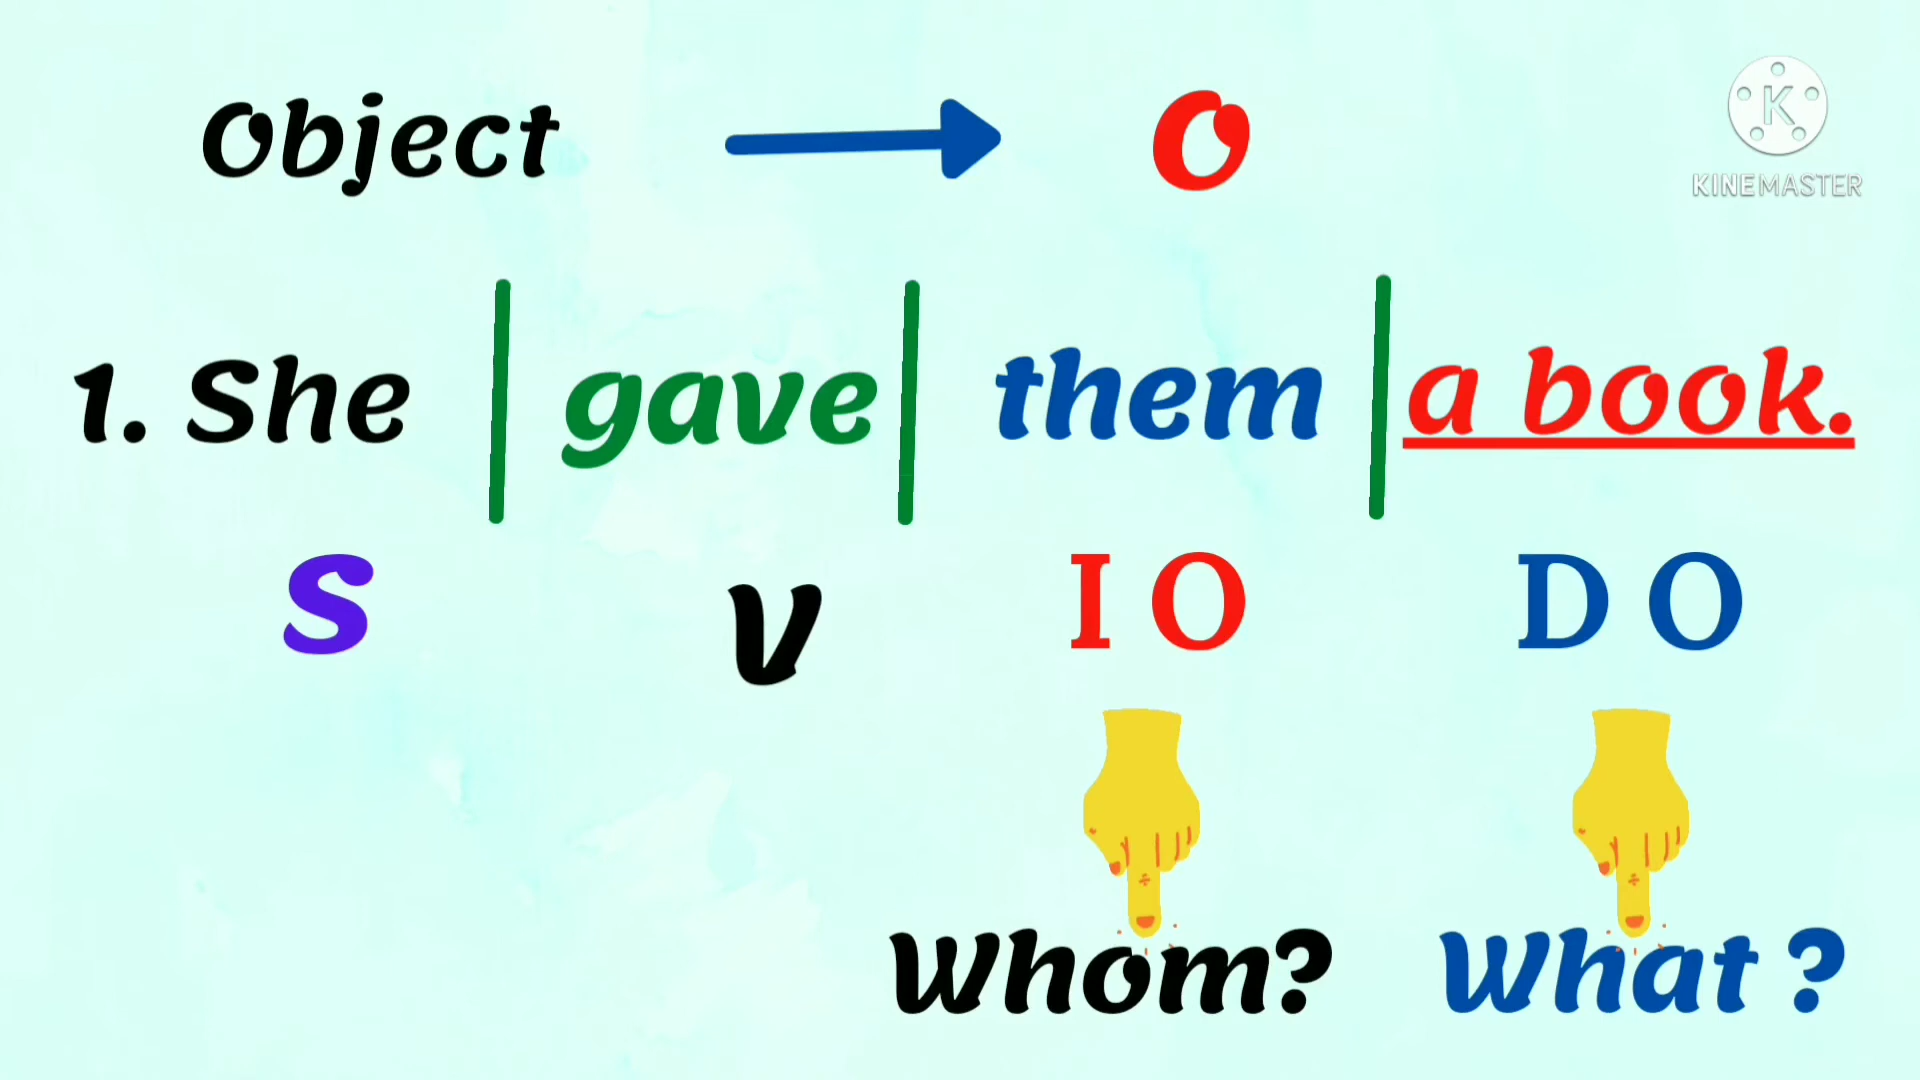 Object → O
K
KINEMASTER
1. She | gave | them | a book.
S V I O D O
Whom? What ?